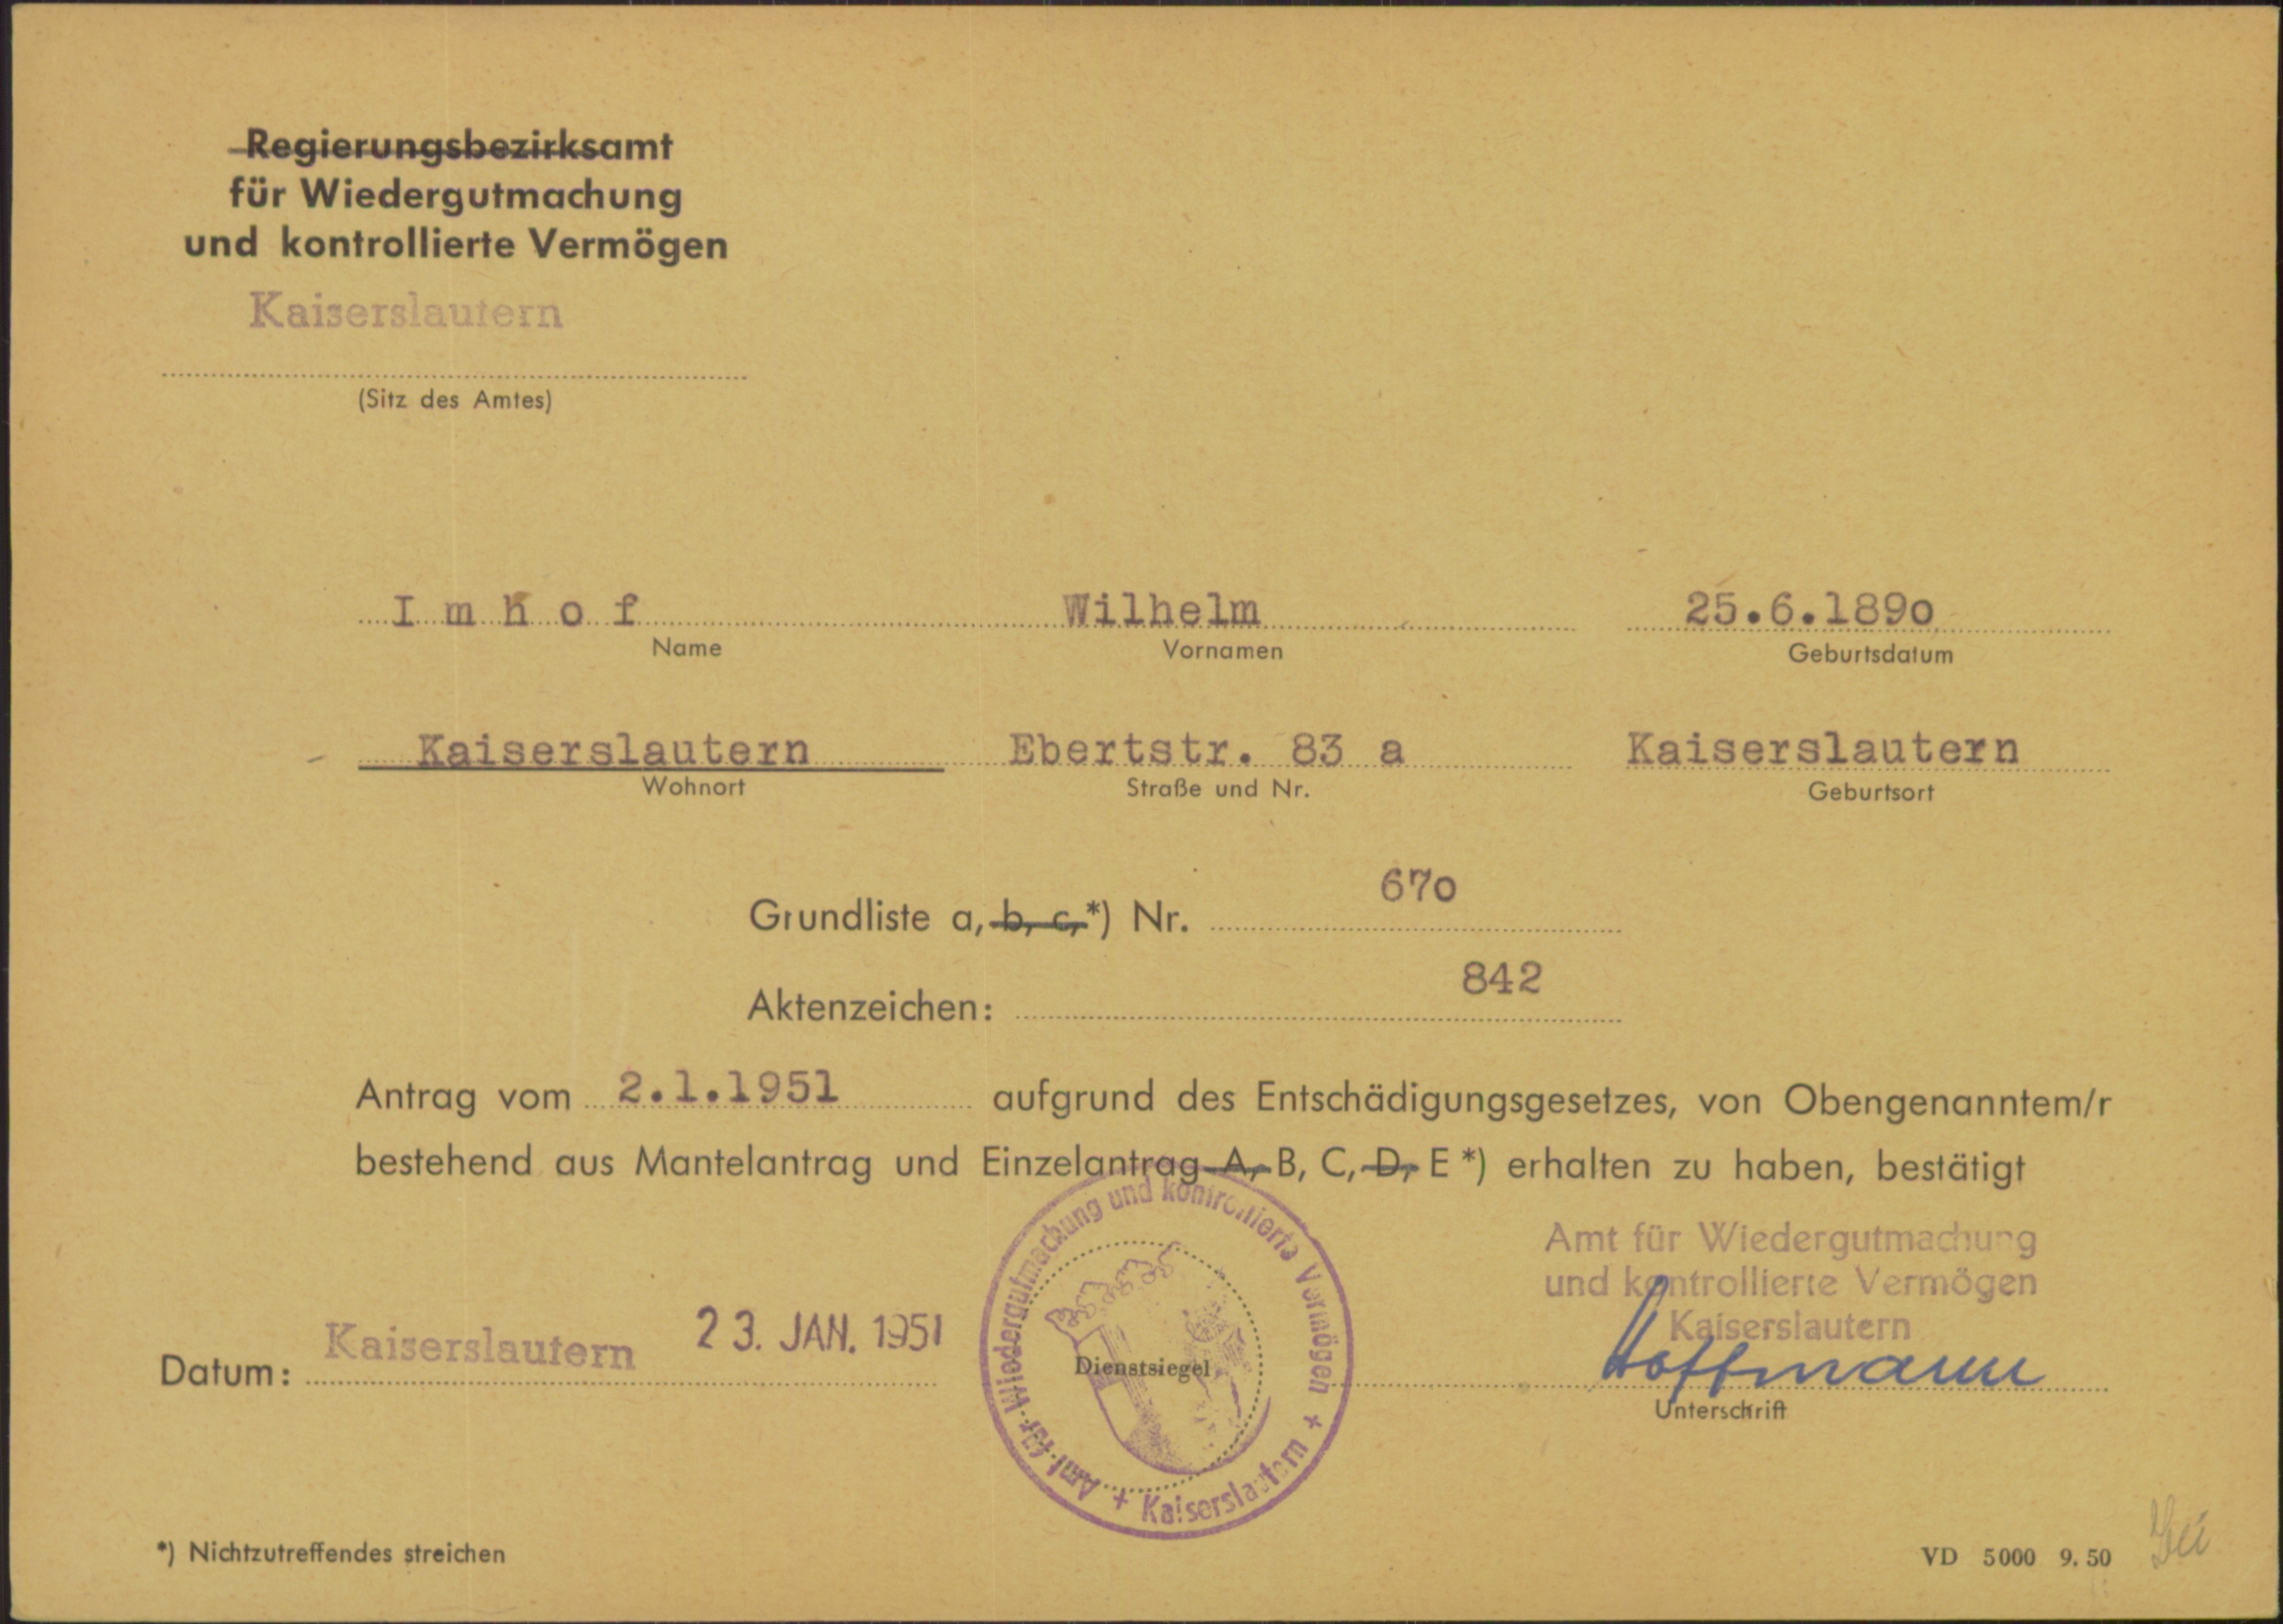 Regierungsbezirksamt
für Wiedergutmachung
und kontrollierte Vermögen
Kaiserslautern
(Sitz des Amtes)
I m h o f Wilhelm 25.6.189o
Name Vornamen Geburtsdatum
Kaiserslautern Ebertstr. 83 a Kaiserslautern
Wohnort Straße und Nr. Geburtsort
Grundliste a, b, c,*) Nr. 67o
Aktenzeichen: 842
Antrag vom 2.1.1951 aufgrund des Entschädigungsgesetzes, von Obengenanntem/r
bestehend aus Mantelantrag und Einzelantrag A, B, C, D, E *) erhalten zu haben, bestätigt
Amt für Wiedergutmachung und kontrollierte Vermögen + Kaiserslautern +
Dienstsiegel
Amt für Wiedergutmachung
und kontrollierte Vermögen
Kaiserslautern
Datum: Kaiserslautern 23. JAN. 1951
Hoffmann
Unterschrift
*) Nichtzutreffendes streichen
VD 5000 9. 50